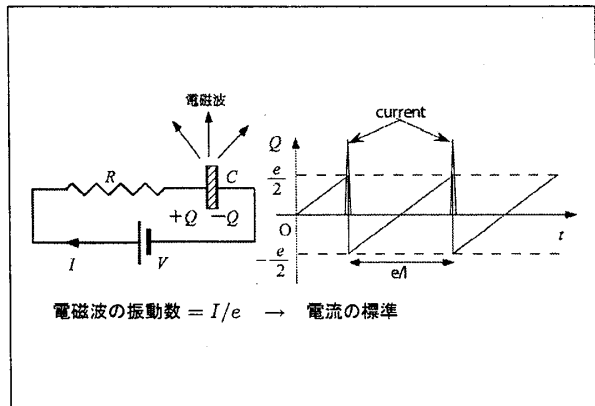 電磁波
R
C
+Q
-Q
I
V
current
Q
e/2
O
t
-e/2
e/I
電磁波の振動数 = I/e → 電流の標準